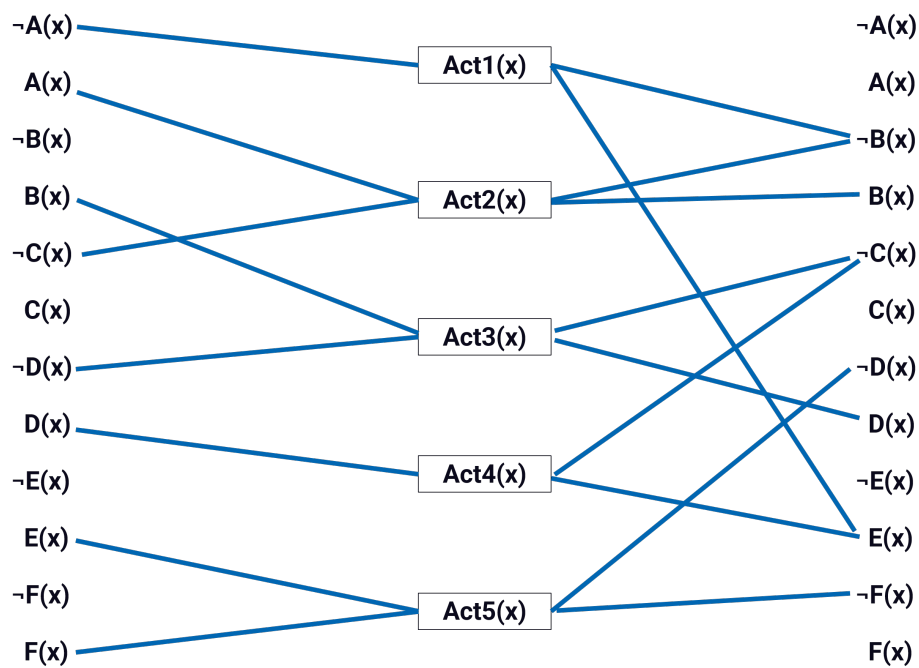 ¬A(x)
A(x)
¬B(x)
B(x)
¬C(x)
C(x)
¬D(x)
D(x)
¬E(x)
E(x)
¬F(x)
F(x)
Act1(x)
Act2(x)
Act3(x)
Act4(x)
Act5(x)
¬A(x)
A(x)
¬B(x)
B(x)
¬C(x)
C(x)
¬D(x)
D(x)
¬E(x)
E(x)
¬F(x)
F(x)